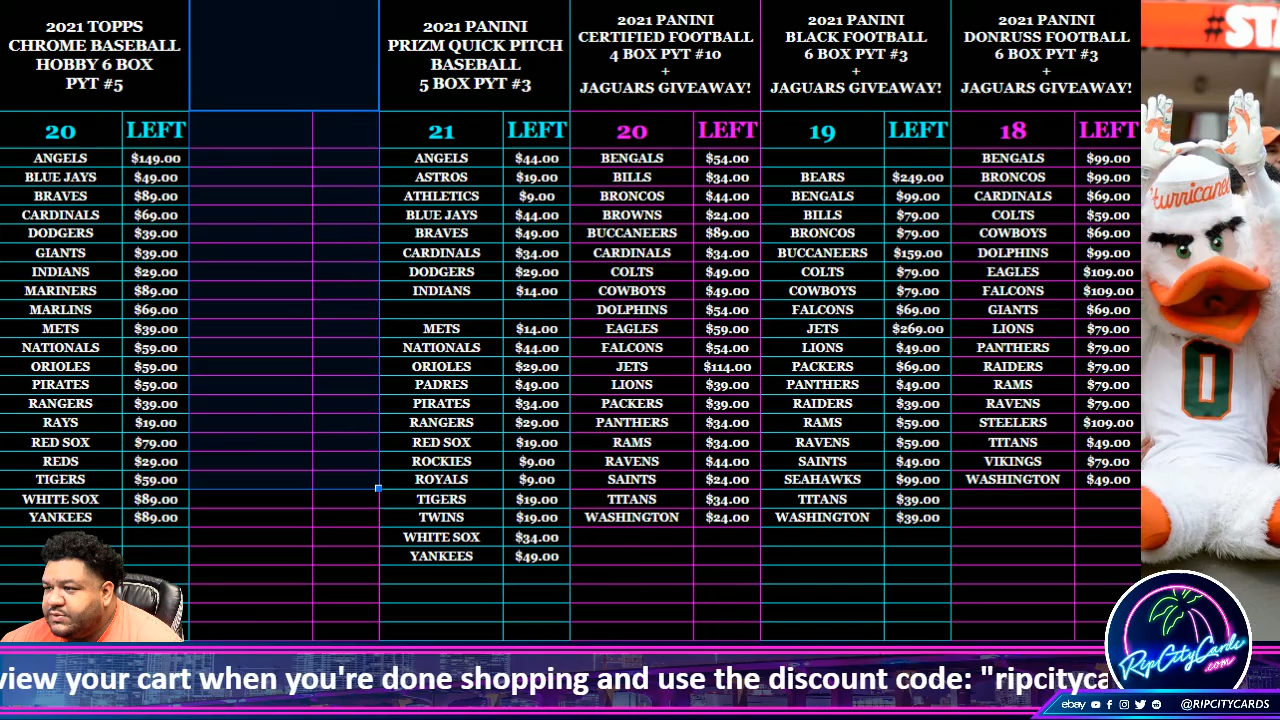 2021 TOPPS
CHROME BASEBALL
HOBBY 6 BOX
PYT #5
20 LEFT
ANGELS $149.00
BLUE JAYS $49.00
BRAVES $89.00
CARDINALS $69.00
DODGERS $39.00
GIANTS $39.00
INDIANS $29.00
MARINERS $89.00
MARLINS $69.00
METS $39.00
NATIONALS $59.00
ORIOLES $59.00
PIRATES $59.00
RANGERS $39.00
RAYS $19.00
RED SOX $79.00
REDS $29.00
TIGERS $59.00
WHITE SOX $89.00
YANKEES $89.00
2021 PANINI
PRIZM QUICK PITCH
BASEBALL
5 BOX PYT #3
21 LEFT
ANGELS $44.00
ASTROS $19.00
ATHLETICS $9.00
BLUE JAYS $44.00
BRAVES $49.00
CARDINALS $34.00
DODGERS $29.00
INDIANS $14.00
METS $14.00
NATIONALS $44.00
ORIOLES $29.00
PADRES $49.00
PIRATES $34.00
RANGERS $29.00
RED SOX $19.00
ROCKIES $9.00
ROYALS $9.00
TIGERS $19.00
TWINS $19.00
WHITE SOX $34.00
YANKEES $49.00
2021 PANINI
CERTIFIED FOOTBALL
4 BOX PYT #10
+
JAGUARS GIVEAWAY!
20 LEFT
BENGALS $54.00
BILLS $34.00
BRONCOS $44.00
BROWNS $24.00
BUCCANEERS $89.00
CARDINALS $34.00
COLTS $49.00
COWBOYS $49.00
DOLPHINS $54.00
EAGLES $59.00
FALCONS $54.00
JETS $114.00
LIONS $39.00
PACKERS $39.00
PANTHERS $34.00
RAMS $34.00
RAVENS $44.00
SAINTS $24.00
TITANS $34.00
WASHINGTON $24.00
2021 PANINI
BLACK FOOTBALL
6 BOX PYT #3
+
JAGUARS GIVEAWAY!
19 LEFT
BEARS $249.00
BENGALS $99.00
BILLS $79.00
BRONCOS $79.00
BUCCANEERS $159.00
COLTS $79.00
COWBOYS $79.00
FALCONS $69.00
JETS $269.00
LIONS $49.00
PACKERS $69.00
PANTHERS $49.00
RAIDERS $39.00
RAMS $59.00
RAVENS $59.00
SAINTS $49.00
SEAHAWKS $99.00
TITANS $39.00
WASHINGTON $39.00
2021 PANINI
DONRUSS FOOTBALL
6 BOX PYT #3
+
JAGUARS GIVEAWAY!
18 LEFT
BENGALS $99.00
BRONCOS $99.00
CARDINALS $69.00
COLTS $59.00
COWBOYS $69.00
DOLPHINS $99.00
EAGLES $109.00
FALCONS $109.00
GIANTS $69.00
LIONS $79.00
PANTHERS $79.00
RAIDERS $79.00
RAMS $79.00
RAVENS $79.00
STEELERS $109.00
TITANS $49.00
VIKINGS $79.00
WASHINGTON $49.00
#STA
Hurricanes
0
view your cart when you're done shopping and use the discount code: "ripcityca
RipCityCards
.com
ebay @RIPCITYCARDS